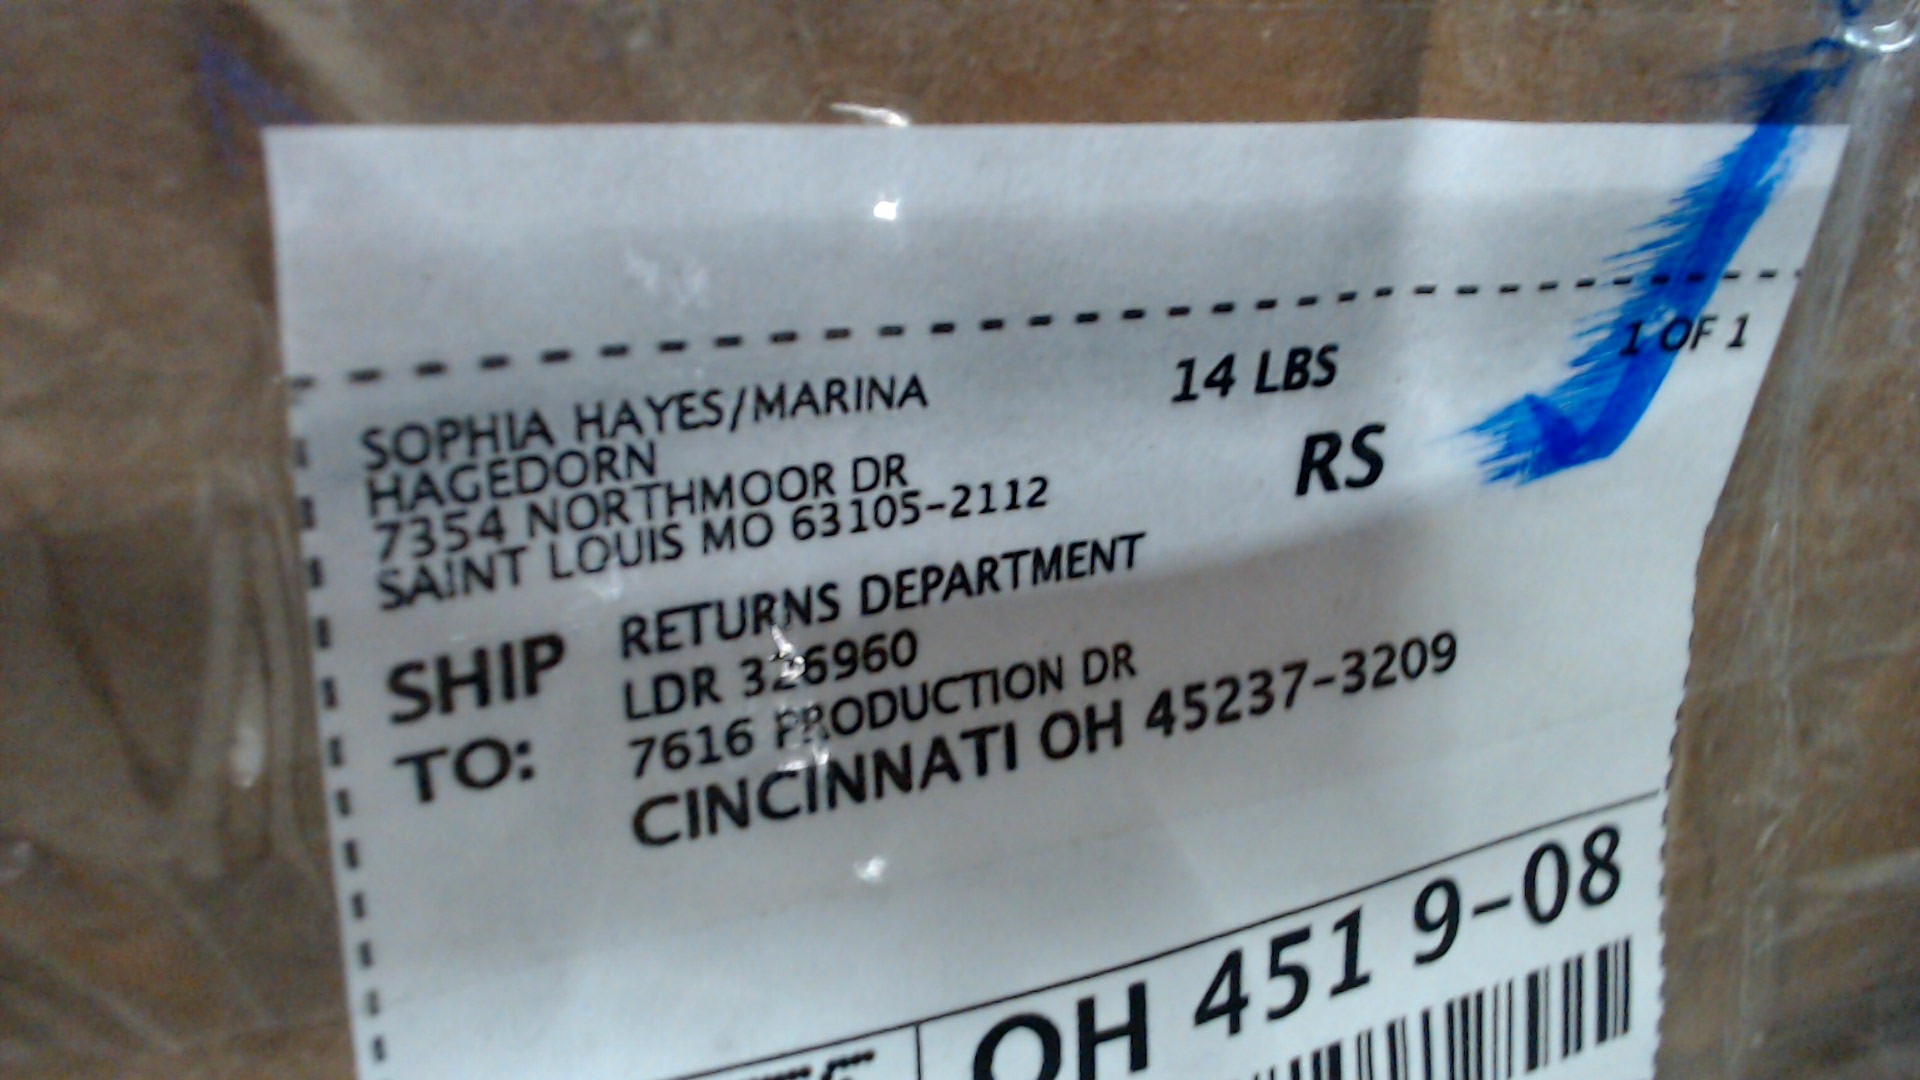 SOPHIA HAYES/MARINA
HAGEDORN
7354 NORTHMOOR DR
SAINT LOUIS MO 63105-2112
14 LBS
1 OF 1
RS
SHIP
TO:
RETURNS DEPARTMENT
LDR 326960
7616 PRODUCTION DR
CINCINNATI OH 45237-3209
OH 451 9-08